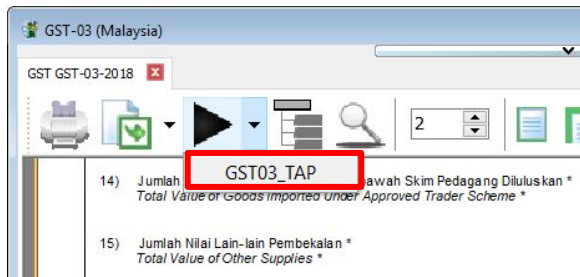 GST-03 (Malaysia)
GST GST-03-2018
2
GST03_TAP
14) Jumlah bawah Skim Pedagang Diluluskan *
Total Value of Goods Imported Under Approved Trader Scheme *
15) Jumlah Nilai Lain-lain Pembekalan *
Total Value of Other Supplies *